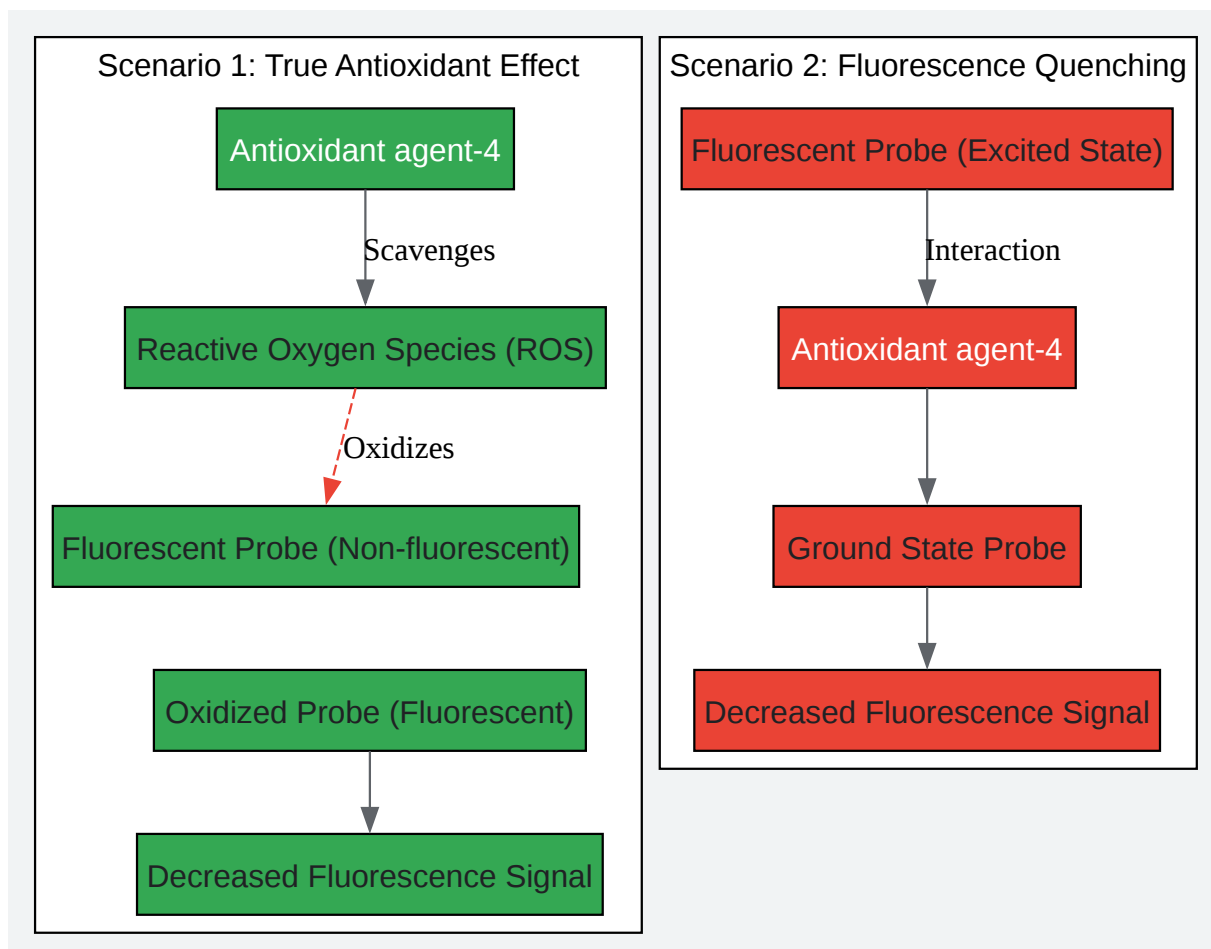 Scenario 1: True Antioxidant Effect
Antioxidant agent-4
Scavenges
Reactive Oxygen Species (ROS)
Oxidizes
Fluorescent Probe (Non-fluorescent)
Oxidized Probe (Fluorescent)
Decreased Fluorescence Signal
Scenario 2: Fluorescence Quenching
Fluorescent Probe (Excited State)
Interaction
Antioxidant agent-4
Ground State Probe
Decreased Fluorescence Signal